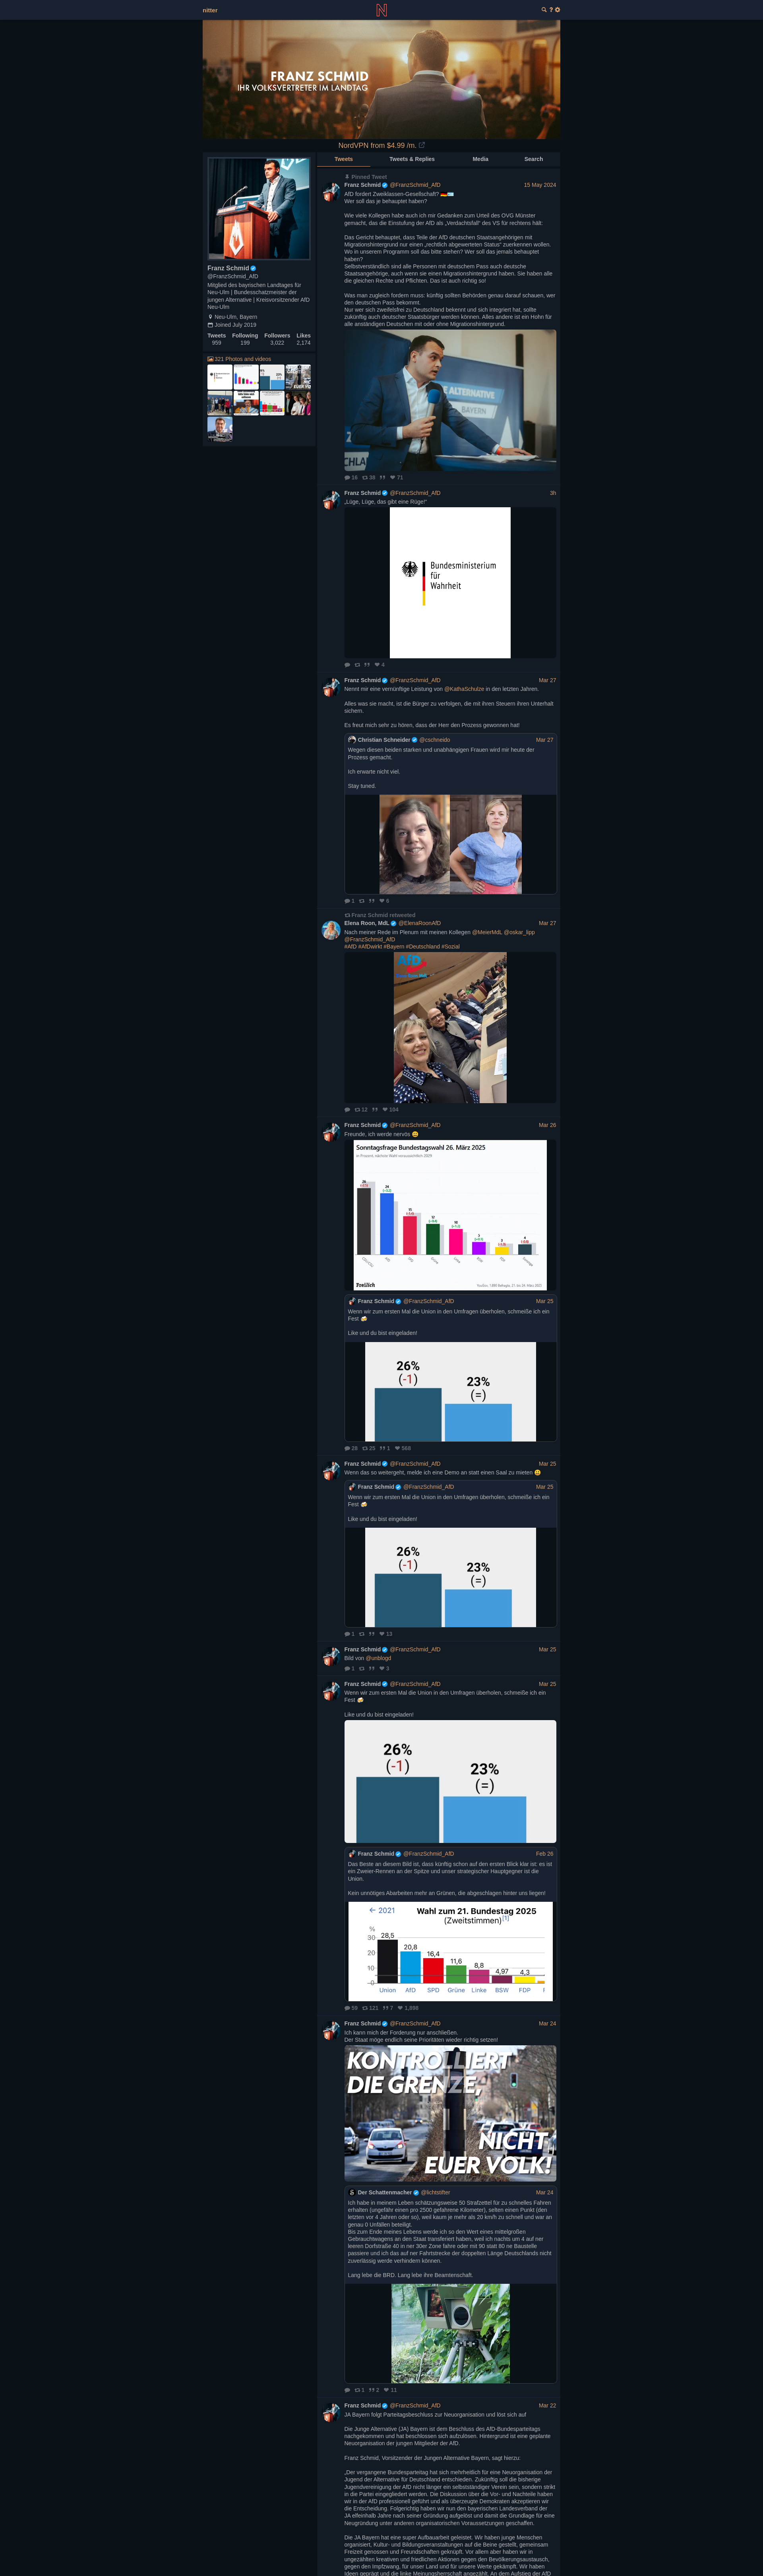 nitter
FRANZ SCHMID
IHR VOLKSVERTRETER IM LANDTAG
NordVPN from $4.99 /m.
Franz Schmid
@FranzSchmid_AfD
Mitglied des bayrischen Landtages für
Neu-Ulm | Bundesschatzmeister der
jungen Alternative | Kreisvorsitzender AfD
Neu-Ulm
Neu-Ulm, Bayern
Joined July 2019
Tweets Following Followers Likes
959 199 3,022 2,174
321 Photos and videos
Tweets Tweets & Replies Media Search
Pinned Tweet
Franz Schmid @FranzSchmid_AfD 15 May 2024
AfD fordert Zweiklassen-Gesellschaft?
Wer soll das je behauptet haben?
Wie viele Kollegen habe auch ich mir Gedanken zum Urteil des OVG Münster
gemacht, das die Einstufung der AfD als „Verdachtsfall“ des VS für rechtens hält:
Das Gericht behauptet, dass Teile der AfD deutschen Staatsangehörigen mit
Migrationshintergrund nur einen „rechtlich abgewerteten Status“ zuerkennen wollen.
Wo in unserem Programm soll das bitte stehen? Wer soll das jemals behauptet
haben?
Selbstverständlich sind alle Personen mit deutschem Pass auch deutsche
Staatsangehörige, auch wenn sie einen Migrationshintergrund haben. Sie haben alle
die gleichen Rechte und Pflichten. Das ist auch richtig so!
Was man zugleich fordern muss: künftig sollten Behörden genau darauf schauen, wer
den deutschen Pass bekommt.
Nur wer sich zweifelsfrei zu Deutschland bekennt und sich integriert hat, sollte
zukünftig auch deutscher Staatsbürger werden können. Alles andere ist ein Hohn für
alle anständigen Deutschen mit oder ohne Migrationshintergrund.
16 38 71
Franz Schmid @FranzSchmid_AfD 3h
„Lüge, Lüge, das gibt eine Rüge!“
Bundesministerium
für
Wahrheit
4
Franz Schmid @FranzSchmid_AfD Mar 27
Nennt mir eine vernünftige Leistung von @KathaSchulze in den letzten Jahren.
Alles was sie macht, ist die Bürger zu verfolgen, die mit ihren Steuern ihren Unterhalt
sichern.
Es freut mich sehr zu hören, dass der Herr den Prozess gewonnen hat!
Christian Schneider @cschneido Mar 27
Wegen diesen beiden starken und unabhängigen Frauen wird mir heute der
Prozess gemacht.
Ich erwarte nicht viel.
Stay tuned.
1 6
Franz Schmid retweeted
Elena Roon, MdL @ElenaRoonAfD Mar 27
Nach meiner Rede im Plenum mit meinen Kollegen @MeierMdL @oskar_lipp
@FranzSchmid_AfD
#AfD #AfDwirkt #Bayern #Deutschland #Sozial
AfD
12 104
Franz Schmid @FranzSchmid_AfD Mar 26
Freunde, ich werde nervös
Sonntagsfrage Bundestagswahl 26. März 2025
Franz Schmid @FranzSchmid_AfD Mar 25
Wenn wir zum ersten Mal die Union in den Umfragen überholen, schmeiße ich ein
Fest
Like und du bist eingeladen!
26%
(-1)
23%
(=)
28 25 1 568
Franz Schmid @FranzSchmid_AfD Mar 25
Wenn das so weitergeht, melde ich eine Demo an statt einen Saal zu mieten
Franz Schmid @FranzSchmid_AfD Mar 25
Wenn wir zum ersten Mal die Union in den Umfragen überholen, schmeiße ich ein
Fest
Like und du bist eingeladen!
26%
(-1)
23%
(=)
1 13
Franz Schmid @FranzSchmid_AfD Mar 25
Bild von @unblogd
1 3
Franz Schmid @FranzSchmid_AfD Mar 25
Wenn wir zum ersten Mal die Union in den Umfragen überholen, schmeiße ich ein
Fest
Like und du bist eingeladen!
26%
(-1)
23%
(=)
Franz Schmid @FranzSchmid_AfD Feb 26
Das Beste an diesem Bild ist, dass künftig schon auf den ersten Blick klar ist: es ist
ein Zweier-Rennen an der Spitze und unser strategischer Hauptgegner ist die
Union.
Kein unnötiges Abarbeiten mehr an Grünen, die abgeschlagen hinter uns liegen!
← 2021 Wahl zum 21. Bundestag 2025
(Zweitstimmen)[1]
%
30
20
10
0
28,5 20,8 16,4 11,6 8,8 4,97 4,3
Union AfD SPD Grüne Linke BSW FDP
59 121 7 1,896
Franz Schmid @FranzSchmid_AfD Mar 24
Ich kann mich der Forderung nur anschließen.
Der Staat möge endlich seine Prioritäten wieder richtig setzen!
KONTROLLIERT
DIE GRENZE,
NICHT
EUER VOLK!
Der Schattenmacher @lichtstifter Mar 24
Ich habe in meinem Leben schätzungsweise 50 Strafzettel für zu schnelles Fahren
erhalten (ungefähr einen pro 2500 gefahrene Kilometer), selten einen Punkt (den
letzten vor 4 Jahren oder so), weil kaum je mehr als 20 km/h zu schnell und war an
genau 0 Unfällen beteiligt.
Bis zum Ende meines Lebens werde ich so den Wert eines mittelgroßen
Gebrauchtwagens an den Staat transferiert haben, weil ich nachts um 4 auf ner
leeren Dorfstraße 40 in ner 30er Zone fahre oder mit 90 statt 80 ne Baustelle
passiere und ich das auf ner Fahrtstrecke der doppelten Länge Deutschlands nicht
zuverlässig werde verhindern können.
Lang lebe die BRD. Lang lebe ihre Beamtenschaft.
1 2 11
Franz Schmid @FranzSchmid_AfD Mar 22
JA Bayern folgt Parteitagsbeschluss zur Neuorganisation und löst sich auf
Die Junge Alternative (JA) Bayern ist dem Beschluss des AfD-Bundesparteitags
nachgekommen und hat beschlossen sich aufzulösen. Hintergrund ist eine geplante
Neuorganisation der jungen Mitglieder der AfD.
Franz Schmid, Vorsitzender der Jungen Alternative Bayern, sagt hierzu:
„Der vergangene Bundesparteitag hat sich mehrheitlich für eine Neuorganisation der
Jugend der Alternative für Deutschland entschieden. Zukünftig soll die bisherige
Jugendvereinigung der AfD nicht länger ein selbstständiger Verein sein, sondern strikt
in die Partei eingegliedert werden. Die Diskussion über die Vor- und Nachteile haben
wir in der AfD professionell geführt und als überzeugte Demokraten akzeptieren wir
die Entscheidung. Folgerichtig haben wir nun den bayerischen Landesverband der
JA elfeinhalb Jahre nach seiner Gründung aufgelöst und damit die Grundlage für eine
Neugründung unter anderen organisatorischen Voraussetzungen geschaffen.
Die JA Bayern hat eine super Aufbauarbeit geleistet. Wir haben junge Menschen
organisiert, Kultur- und Bildungsveranstaltungen auf die Beine gestellt, gemeinsam
Freizeit genossen und Freundschaften geknüpft. Vor allem aber haben wir in
ungezählten kreativen und friedlichen Aktionen gegen den Bevölkerungsaustausch,
gegen den Impfzwang, für unser Land und für unsere Werte gekämpft. Wir haben
Ideen geprägt und die linke Meinungsherrschaft angezählt. An dem Aufstieg der AfD